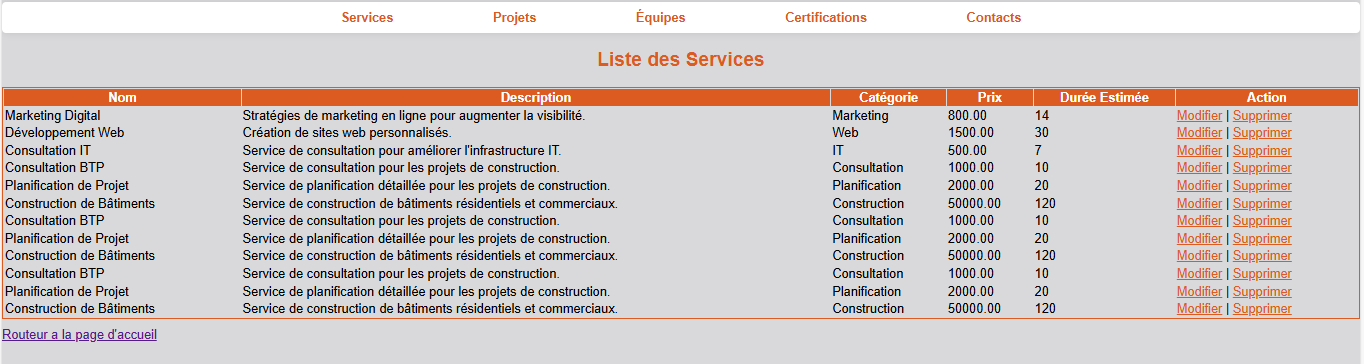 Services Projets Équipes Certifications Contacts
Liste des Services
Nom Description Catégorie Prix Durée Estimée Action
Marketing Digital Stratégies de marketing en ligne pour augmenter la visibilité. Marketing 800.00 14 Modifier | Supprimer
Développement Web Création de sites web personnalisés. Web 1500.00 30 Modifier | Supprimer
Consultation IT Service de consultation pour améliorer l'infrastructure IT. IT 500.00 7 Modifier | Supprimer
Consultation BTP Service de consultation pour les projets de construction. Consultation 1000.00 10 Modifier | Supprimer
Planification de Projet Service de planification détaillée pour les projets de construction. Planification 2000.00 20 Modifier | Supprimer
Construction de Bâtiments Service de construction de bâtiments résidentiels et commerciaux. Construction 50000.00 120 Modifier | Supprimer
Consultation BTP Service de consultation pour les projets de construction. Consultation 1000.00 10 Modifier | Supprimer
Planification de Projet Service de planification détaillée pour les projets de construction. Planification 2000.00 20 Modifier | Supprimer
Construction de Bâtiments Service de construction de bâtiments résidentiels et commerciaux. Construction 50000.00 120 Modifier | Supprimer
Consultation BTP Service de consultation pour les projets de construction. Consultation 1000.00 10 Modifier | Supprimer
Planification de Projet Service de planification détaillée pour les projets de construction. Planification 2000.00 20 Modifier | Supprimer
Construction de Bâtiments Service de construction de bâtiments résidentiels et commerciaux. Construction 50000.00 120 Modifier | Supprimer
Routeur a la page d'accueil